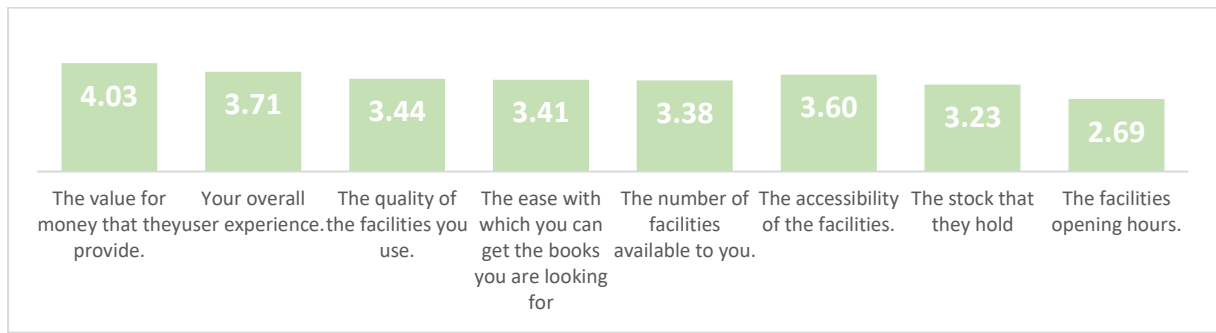 4.03
3.71
3.44
3.41
3.38
3.60
3.23
2.69
The value for
money that they
provide.
Your overall
user experience.
The quality of
the facilities you
use.
The ease with
which you can
get the books
you are looking
for
The number of
facilities
available to you.
The accessibility
of the facilities.
The stock that
they hold
The facilities
opening hours.